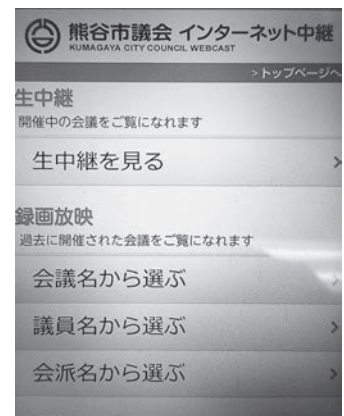 熊谷市議会 インターネット中継
KUMAGAYA CITY COUNCIL WEBCAST
>トップページへ
生中継
開催中の会議をご覧になれます
生中継を見る
録画放映
過去に開催された会議をご覧になれます
会議名から選ぶ
議員名から選ぶ
会派名から選ぶ